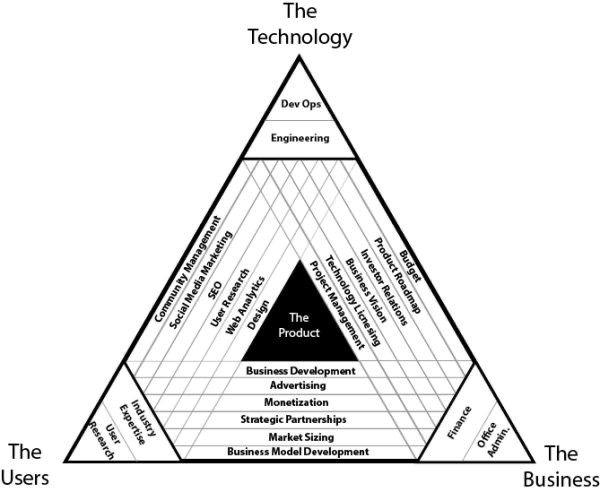 The
Technology
Dev Ops
Engineering
Community Management
Social Media Marketing
SEO
User Research
Web Analytics
Design
Budget
Product Roadmap
Investor Relations
Business Vision
Technology Licnesing
Project Management
The
Product
Business Development
Advertising
Monetization
Strategic Partnerships
Market Sizing
Business Model Development
Industry
Expertise
User
Research
Finance
Office
Admin.
The
Users
The
Business